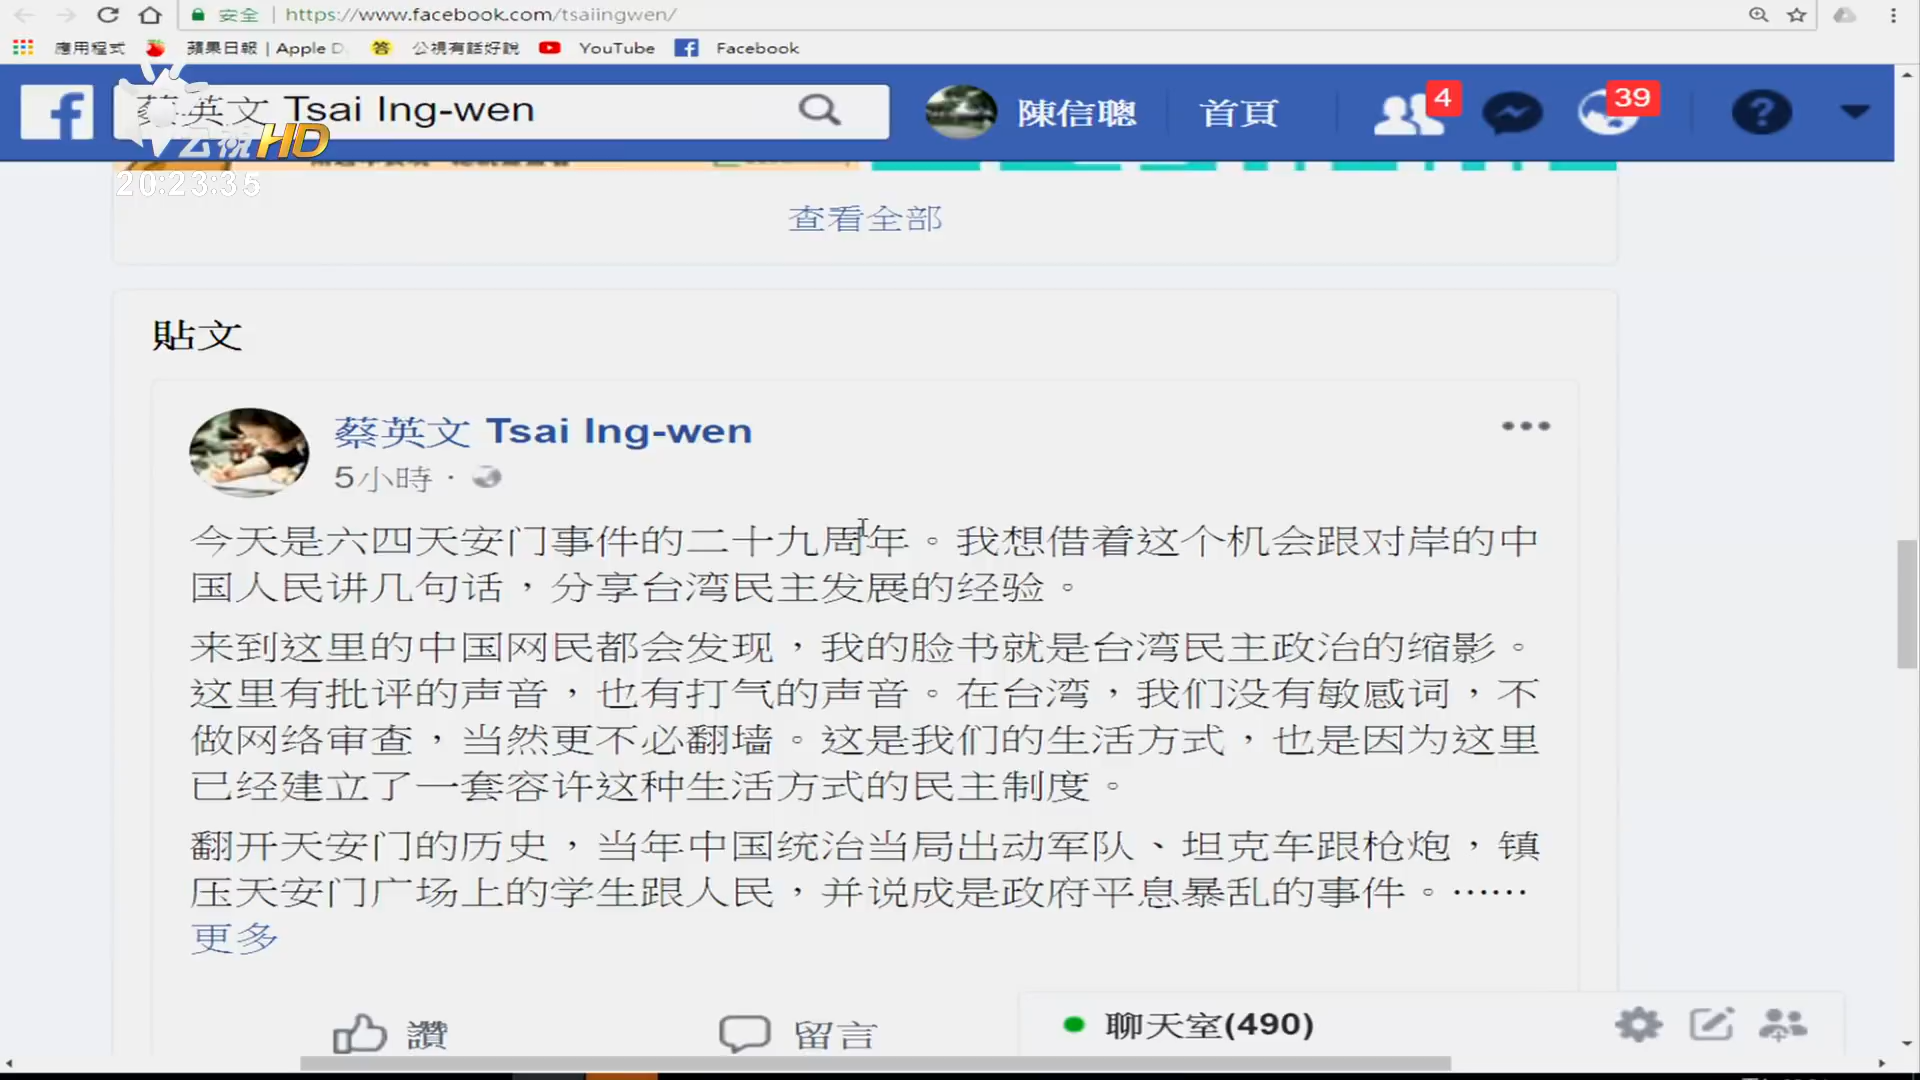 安全 https://www.facebook.com/tsaiingwen/
應用程式 蘋果日報 | Apple D 答 公視有話好說 YouTube Facebook
蔡英文 Tsai Ing-wen 陳信聰 首頁 4 39
公視HD
20:23:35
查看全部
貼文
蔡英文 Tsai Ing-wen
5小時 ·
今天是六四天安门事件的二十九周年。我想借着这个机会跟对岸的中
国人民讲几句话，分享台湾民主发展的经验。
来到这里的中国网民都会发现，我的脸书就是台湾民主政治的缩影。
这里有批评的声音，也有打气的声音。在台湾，我们没有敏感词，不
做网络审查，当然更不必翻墙。这是我们的生活方式，也是因为这里
已经建立了一套容许这种生活方式的民主制度。
翻开天安门的历史，当年中国统治当局出动军队、坦克车跟枪炮，镇
压天安门广场上的学生跟人民，并说成是政府平息暴乱的事件。……
更多
讚 留言 聊天室(490)